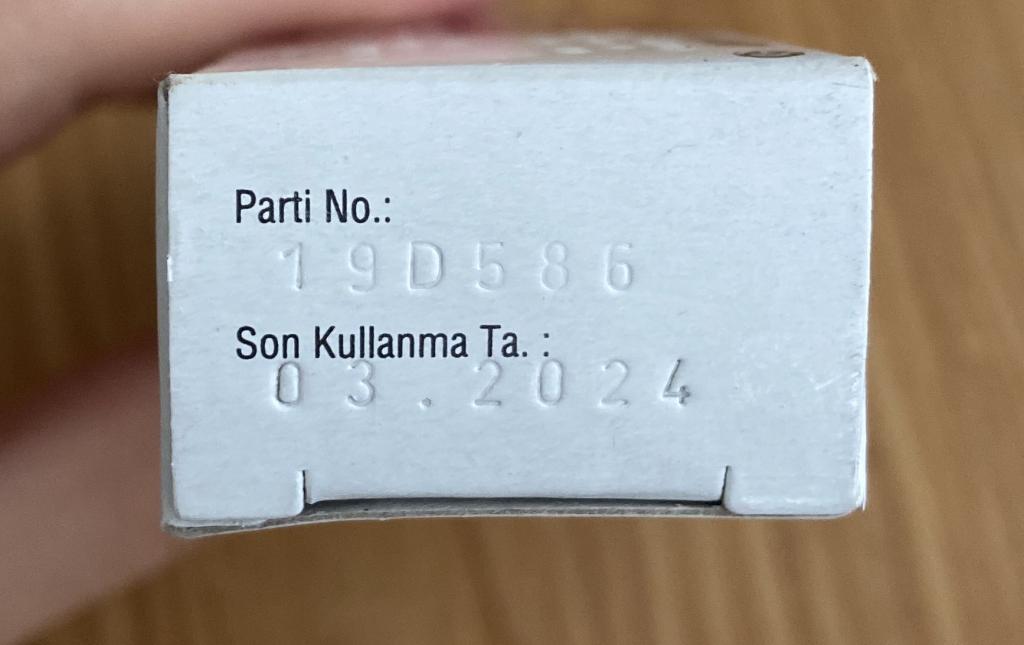 Parti No.:
19D586
Son Kullanma Ta. :
03.2024